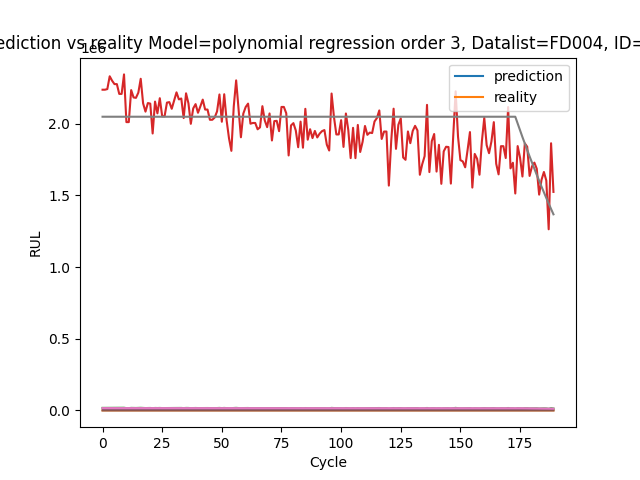 ediction vs reality Model=polynomial regression order 3, Datalist=FD004, ID=
1e6
prediction
reality
2.0
1.5
1.0
0.5
0.0
RUL
0 25 50 75 100 125 150 175
Cycle